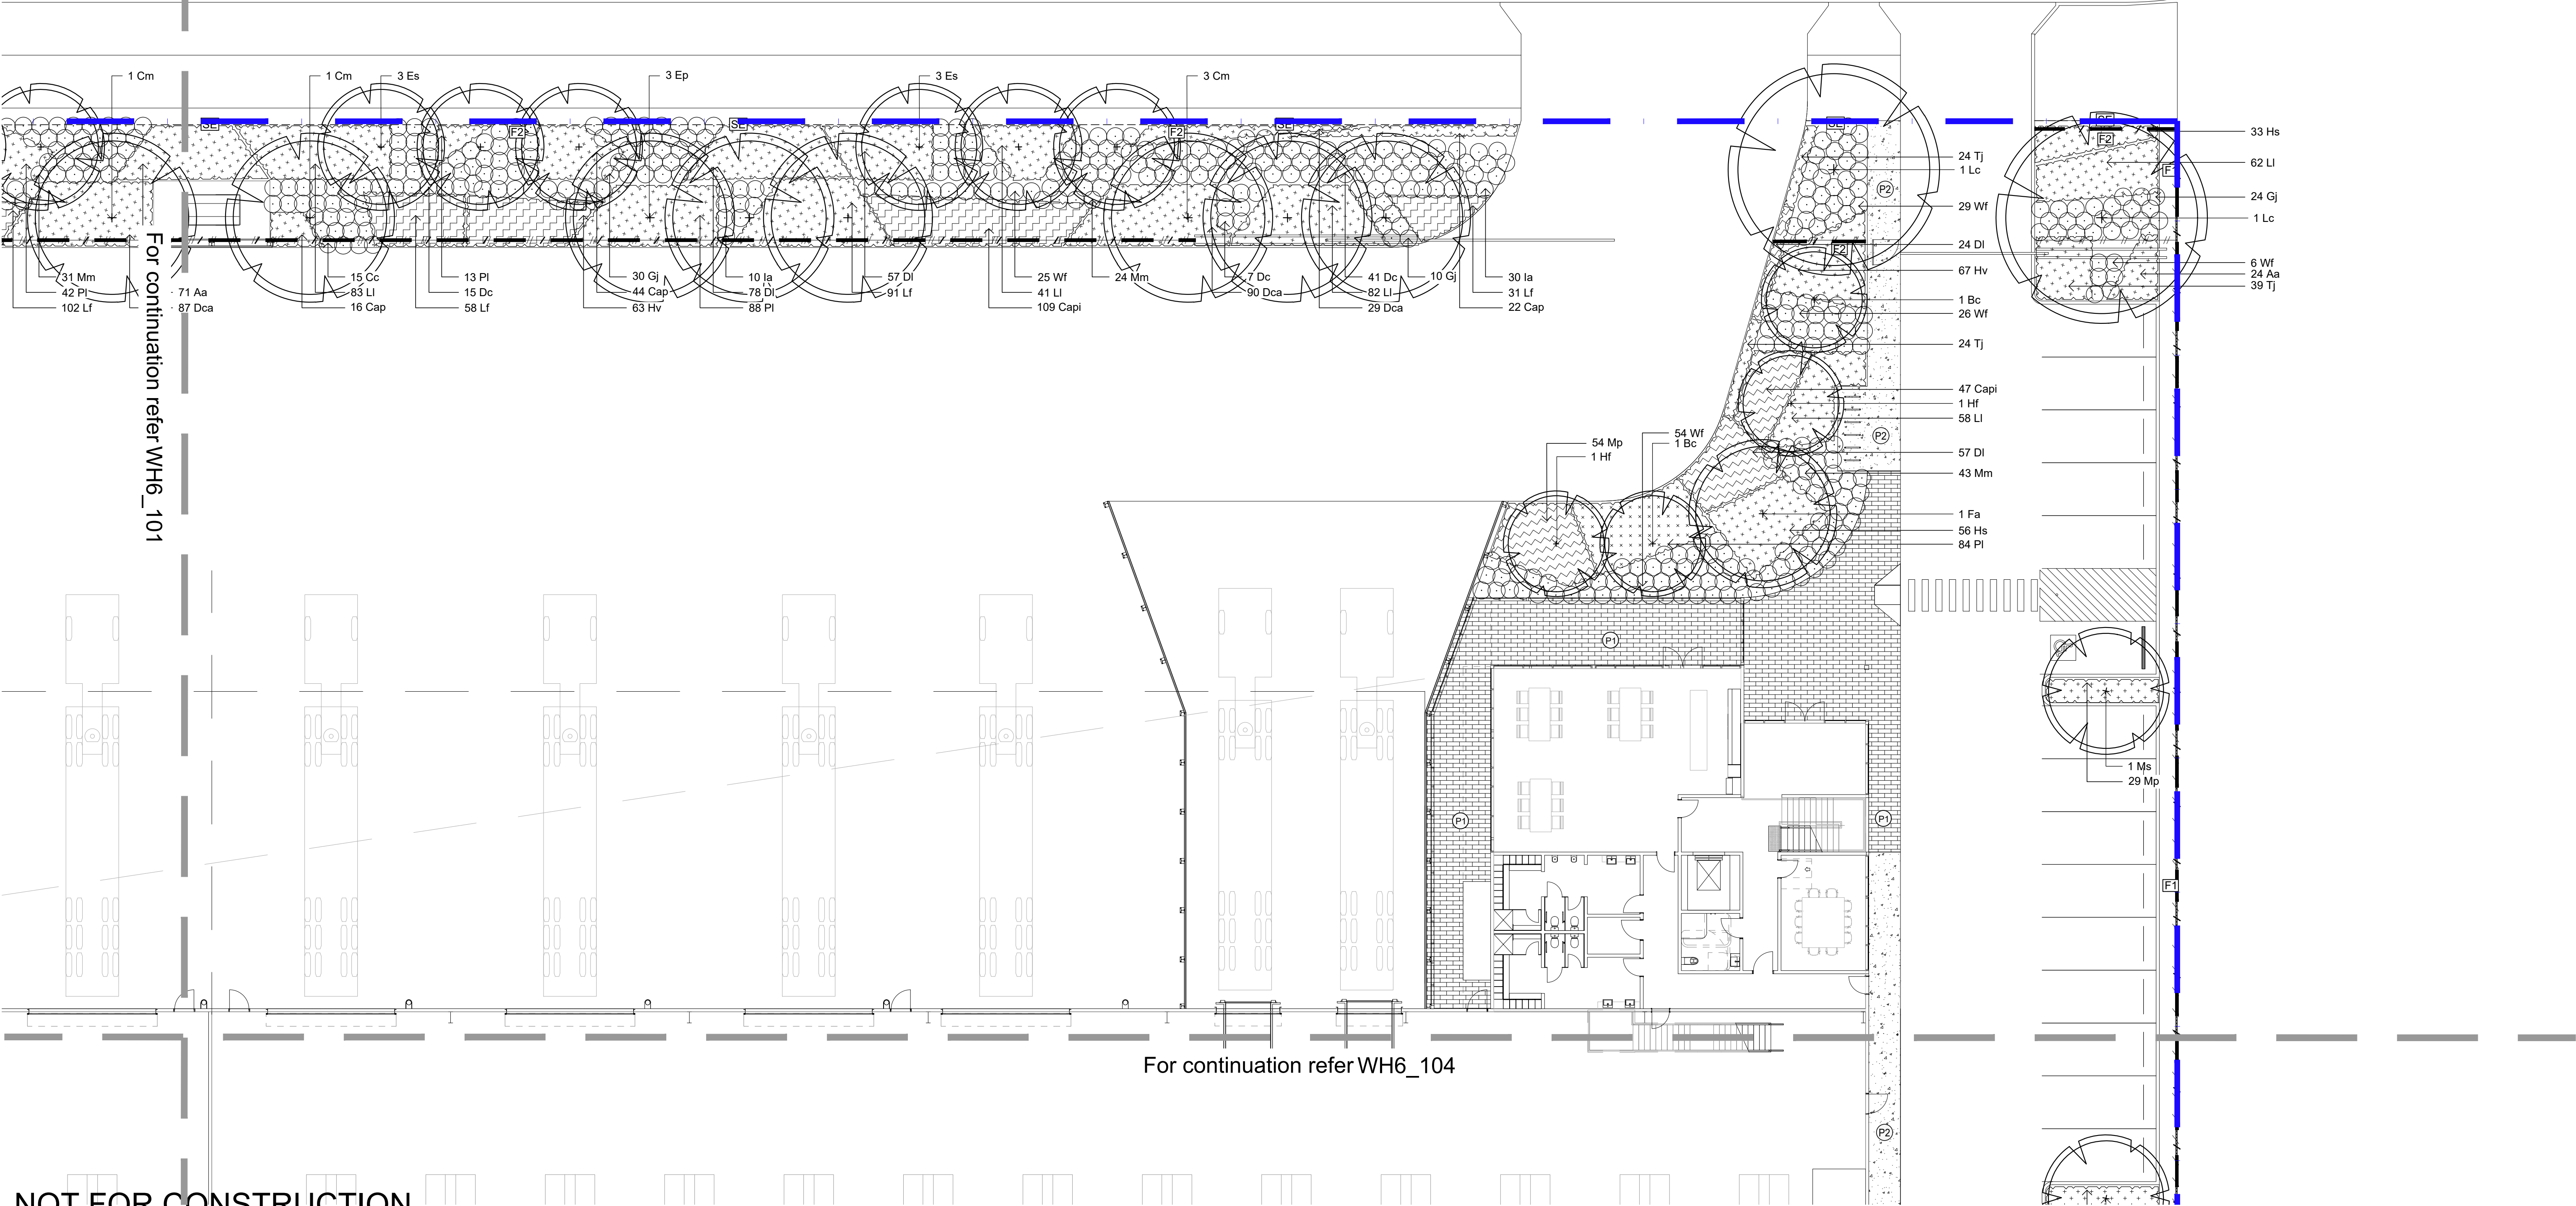 1 Cm
1 Cm
3 Es
3 Ep
3 Es
3 Cm
SE
SE
SE
SE
SE
F2
F2
F2
33 Hs
62 Ll
F1
24 Gj
1 Lc
6 Wf
24 Aa
39 Tj
24 Tj
1 Lc
P2
29 Wf
24 Dl
F2
67 Hv
1 Bc
26 Wf
24 Tj
47 Capi
1 Hf
58 Ll
P2
57 Dl
43 Mm
1 Fa
56 Hs
84 Pl
31 Mm
42 Pl
102 Lf
71 Aa
87 Dca
15 Cc
83 Ll
16 Cap
13 Pl
15 Dc
58 Lf
30 Gj
44 Cap
63 Hv
10 Ia
78 Dl
88 Pl
57 Dl
91 Lf
25 Wf
41 Ll
109 Capi
24 Mm
7 Dc
90 Dca
41 Dc
82 Ll
29 Dca
10 Gj
30 Ia
31 Lf
22 Cap
For continuation refer WH6_101
54 Mp
1 Hf
54 Wf
1 Bc
P1
P1
P1
1 Ms
29 Mp
F1
For continuation refer WH6_104
P2
NOT FOR CONSTRUCTION